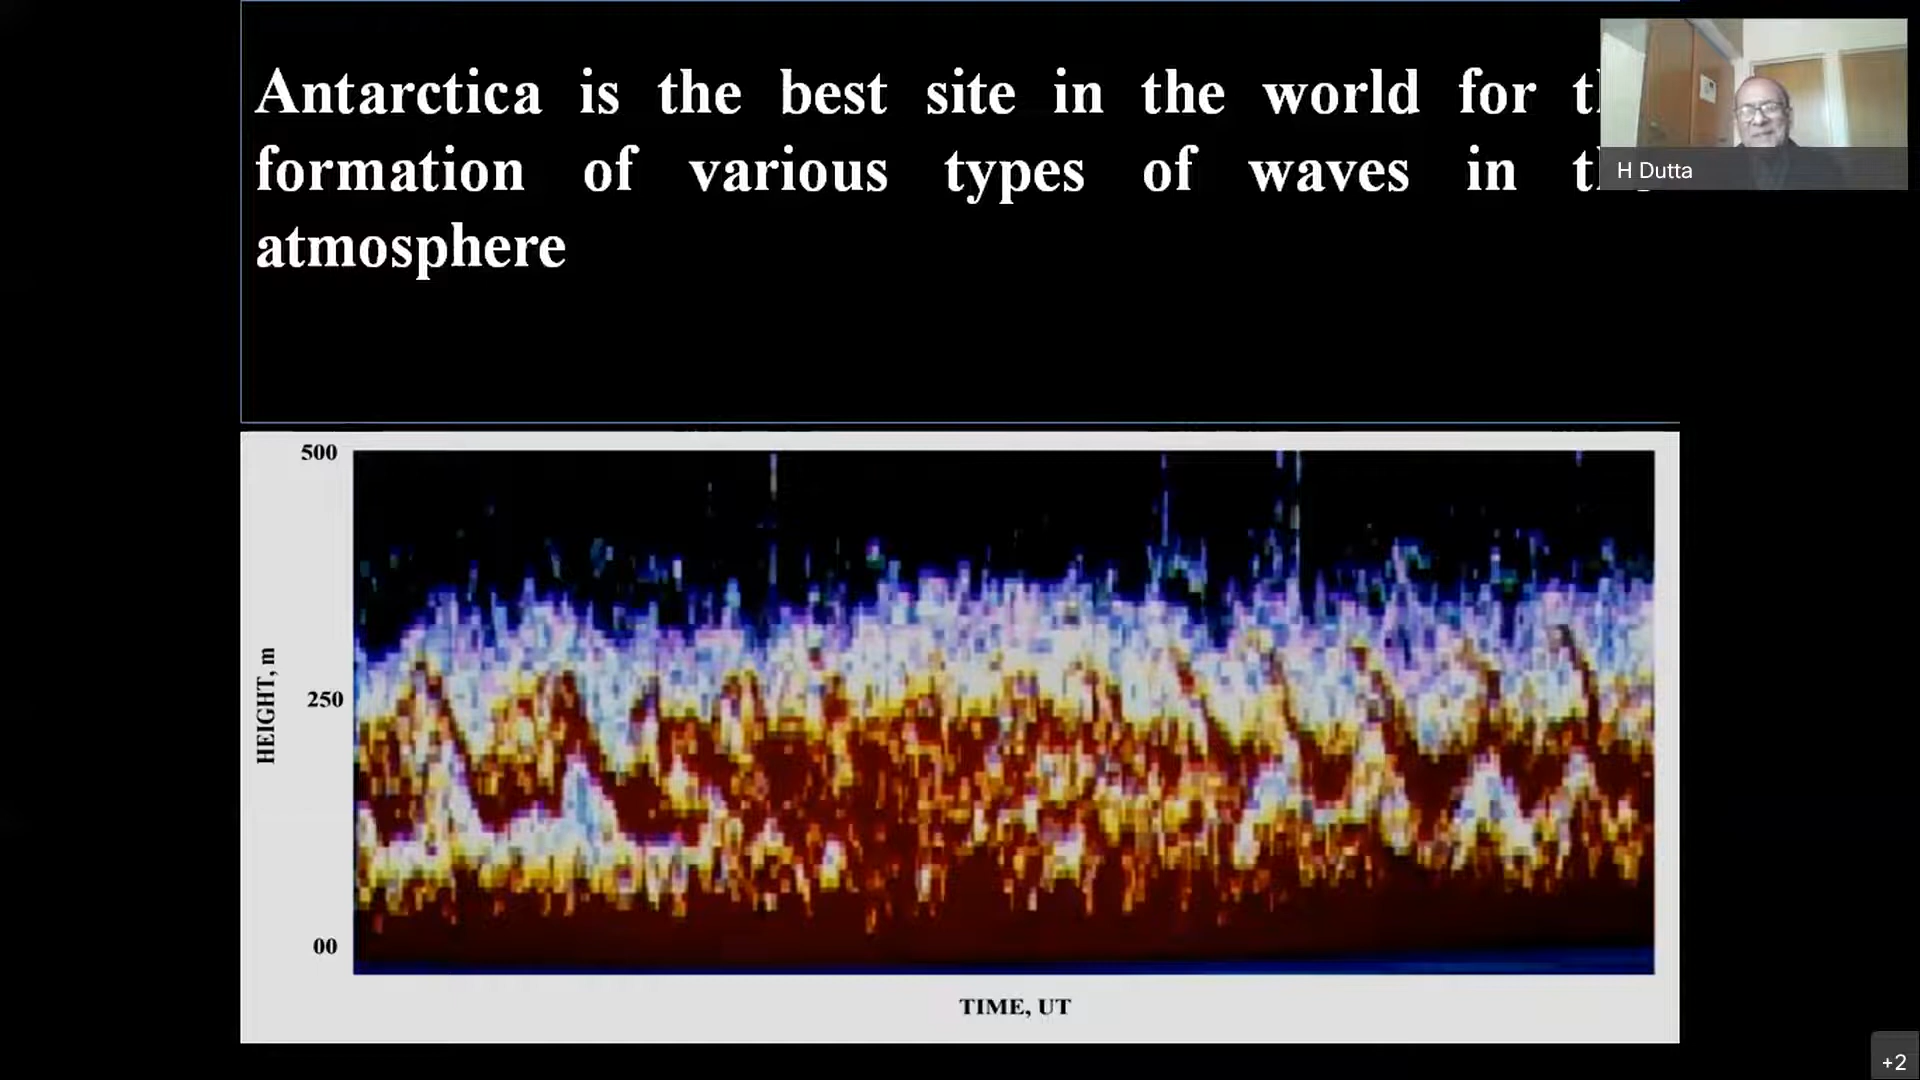 Antarctica is the best site in the world for
formation of various types of waves in
atmosphere
H Dutta
500
HEIGHT, m
250
00
TIME, UT
+2